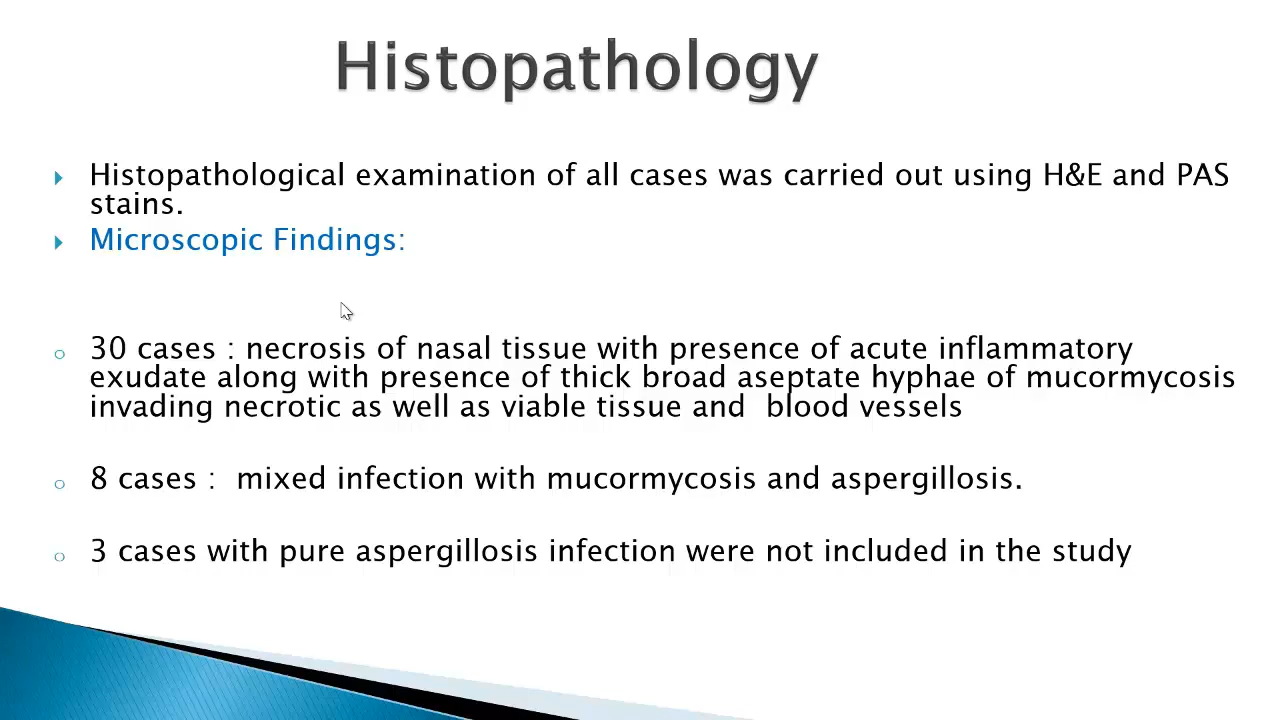 Histopathology
Histopathological examination of all cases was carried out using H&E and PAS
stains.
Microscopic Findings:
30 cases : necrosis of nasal tissue with presence of acute inflammatory
exudate along with presence of thick broad aseptate hyphae of mucormycosis
invading necrotic as well as viable tissue and  blood vessels
8 cases :  mixed infection with mucormycosis and aspergillosis.
3 cases with pure aspergillosis infection were not included in the study